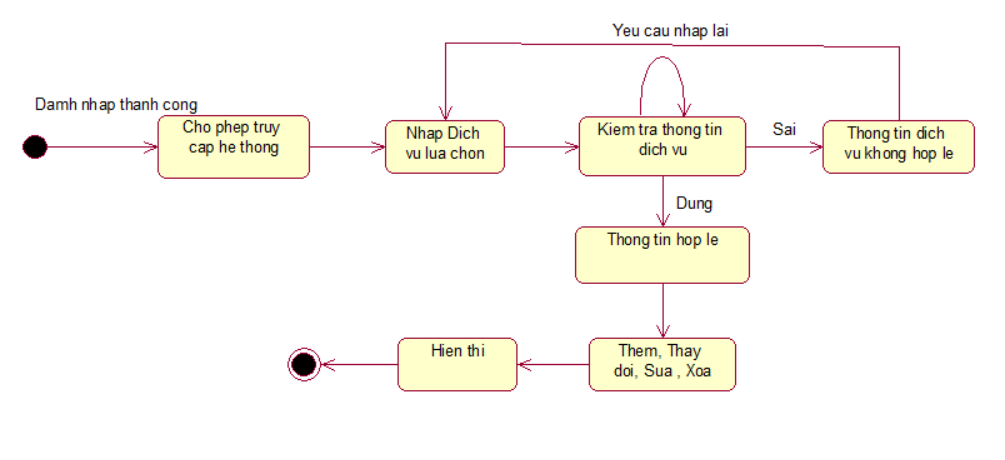 Yeu cau nhap lai
Damh nhap thanh cong
Cho phep truy
cap he thong
Nhap Dich
vu lua chon
Kiem tra thong tin
dich vu
Sai
Thong tin dich
vu khong hop le
Dung
Thong tin hop le
Them, Thay
doi, Sua , Xoa
Hien thi